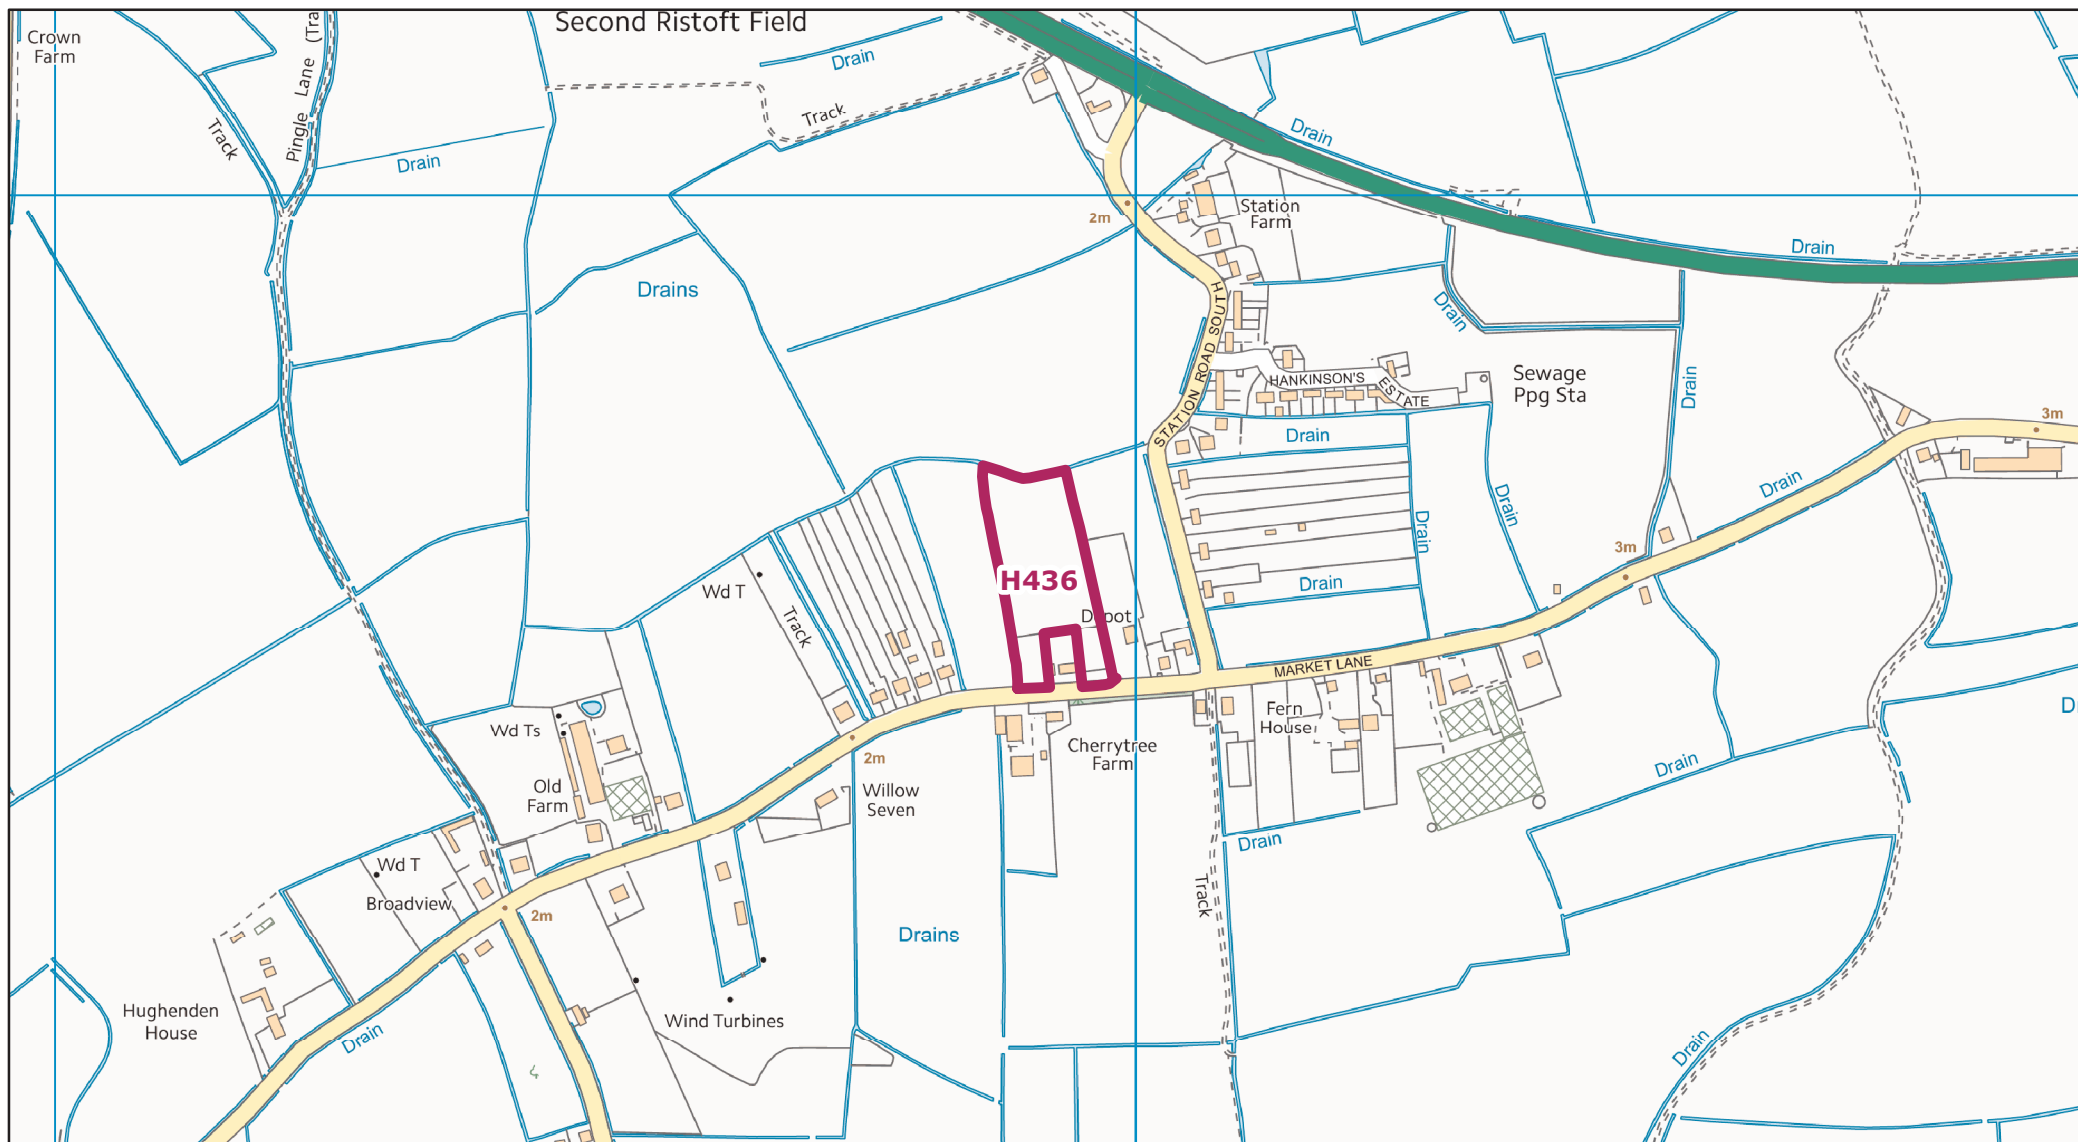 Second Ristoft Field
Crown
Farm
Pingle Lane (Tra
Drain
Track
Track
Drain
Drain
2m
Station
Farm
Drain
Drains
Drain
STATION ROAD SOUTH
HANKINSON'S
ESTATE
Sewage
Ppg Sta
Drain
3m
Drain
Drain
Drain
Drain
3m
Drain
H436
Wd T
Track
Depot
MARKET LANE
Wd Ts
2m
Cherrytree
Farm
Fern
House
Old
Farm
Willow
Seven
Drain
Drain
Wd T
Broadview
2m
Track
Drains
Hughenden
House
Drain
Wind Turbines
Drain